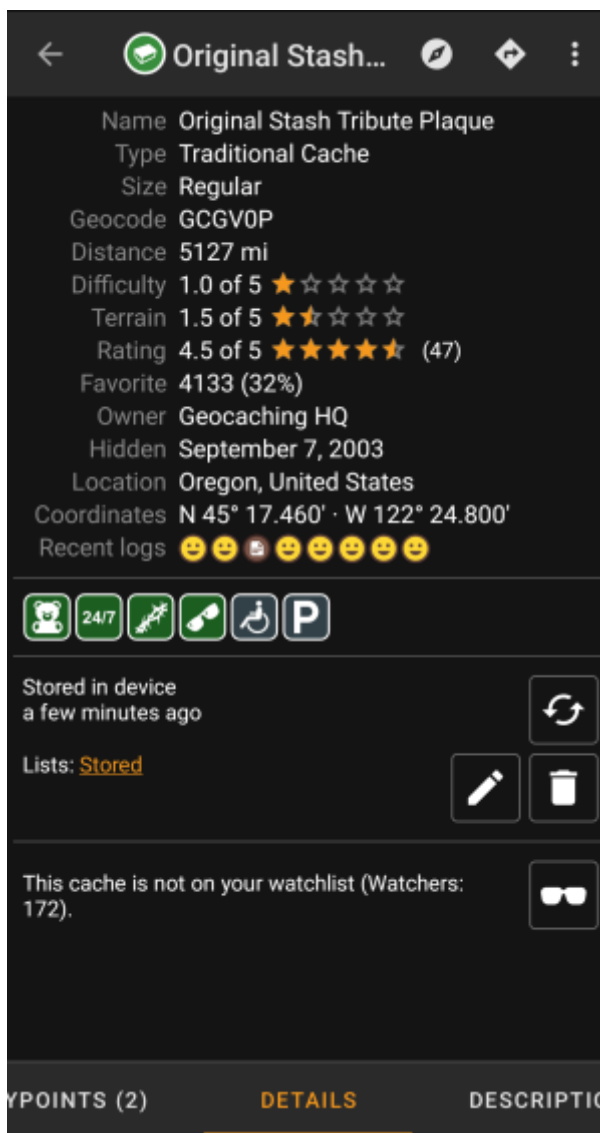 Original Stash...
Name Original Stash Tribute Plaque
Type Traditional Cache
Size Regular
Geocode GCGV0P
Distance 5127 mi
Difficulty 1.0 of 5
Terrain 1.5 of 5
Rating 4.5 of 5 (47)
Favorite 4133 (32%)
Owner Geocaching HQ
Hidden September 7, 2003
Location Oregon, United States
Coordinates N 45° 17.460' · W 122° 24.800'
Recent logs
24/7 P
Stored in device
a few minutes ago
Lists: Stored
This cache is not on your watchlist (Watchers:
172).
YPOINTS (2) DETAILS DESCRIPTIO